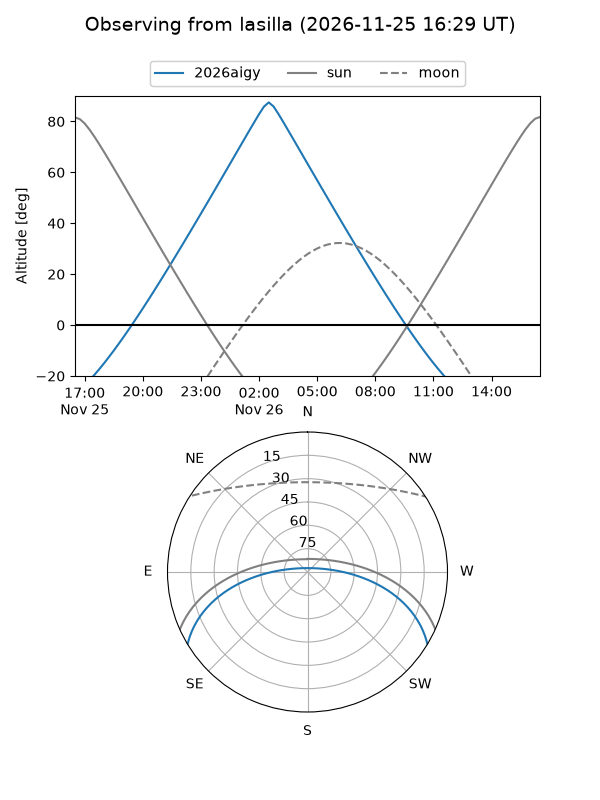 Observing from lasilla (2026-11-25 16:29 UT)
2026aigy sun moon
Altitude [deg]
80
60
40
20
0
−20
17:00 20:00 23:00 02:00 05:00 08:00 11:00 14:00
Nov 25 Nov 26
N
NE NW
15
30
45
60
75
E W
SE SW
S